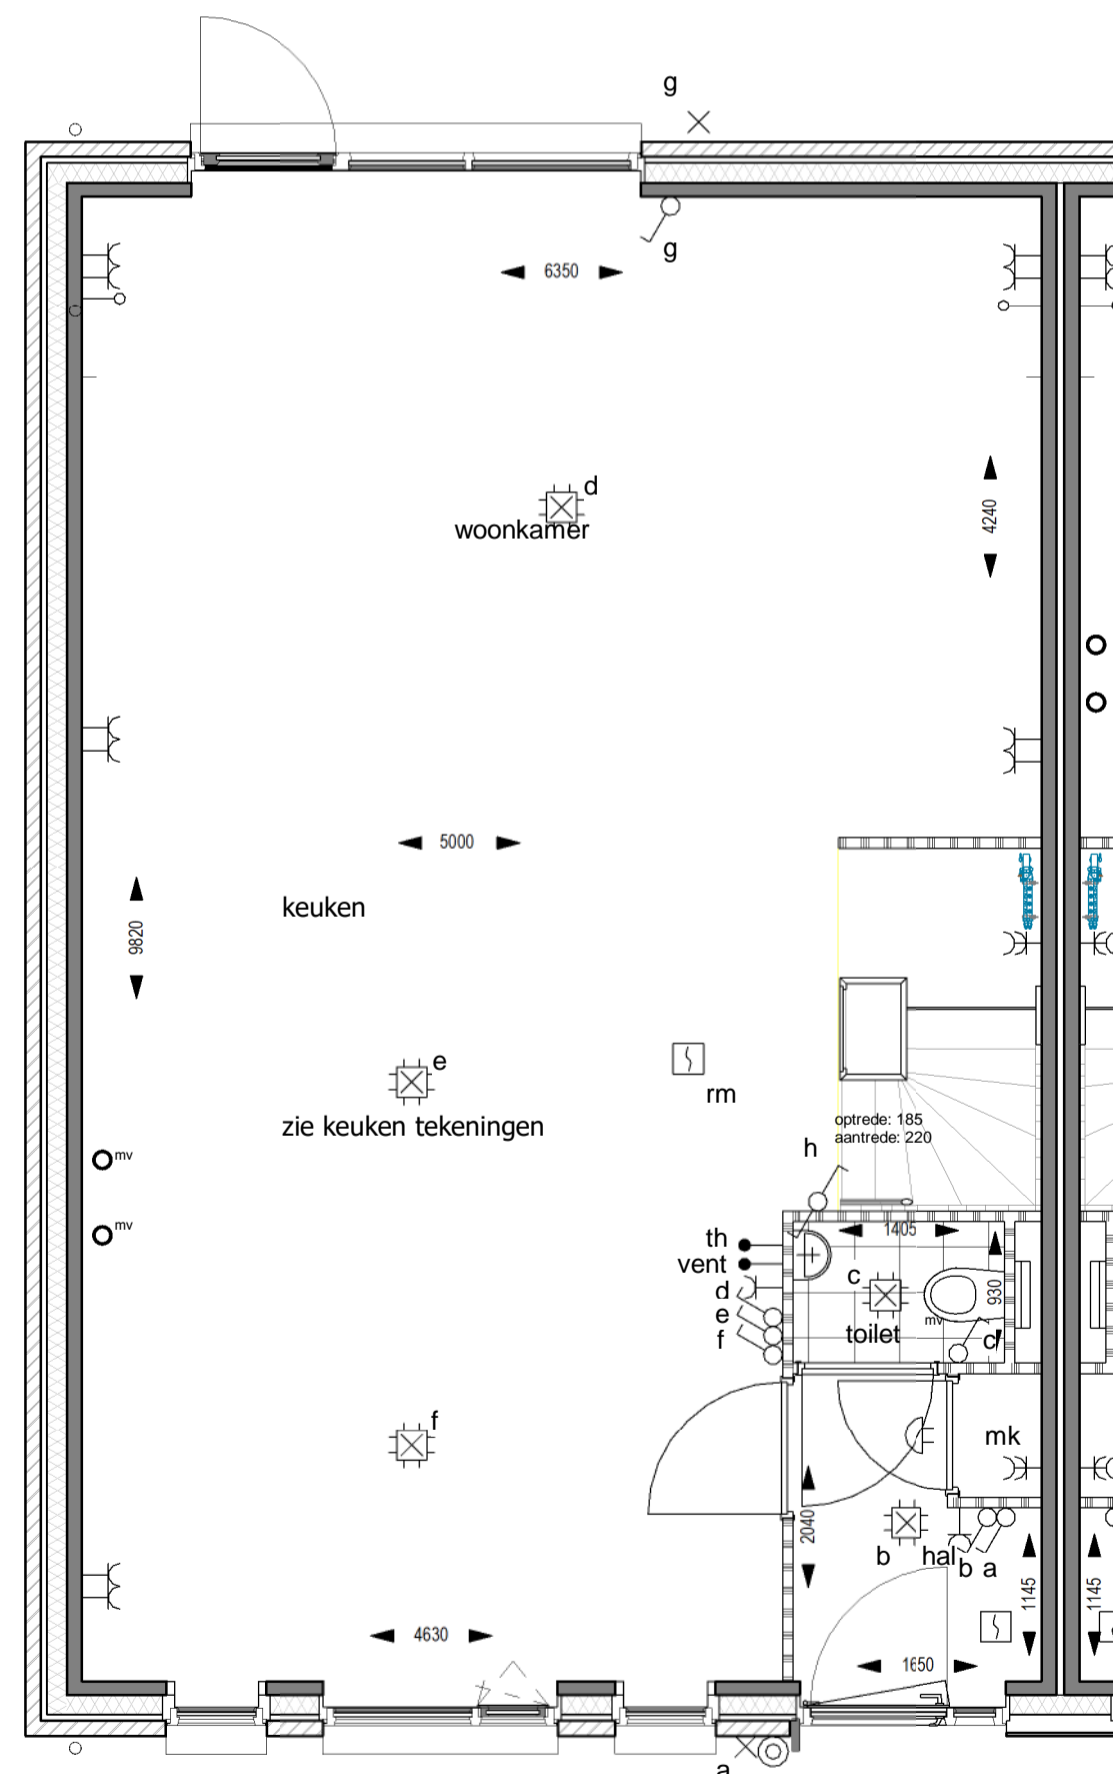 g
g
6350
d
woonkamer
4240
5000
keuken
9820
e
rm
zie keuken tekeningen
optrede: 185
aantrede: 220
h
mv
mv
1405
th
vent
c
930
d
e
f
mv
toilet
c
f
mk
2040
b
hal
b a
1145
1145
4630
1650
a